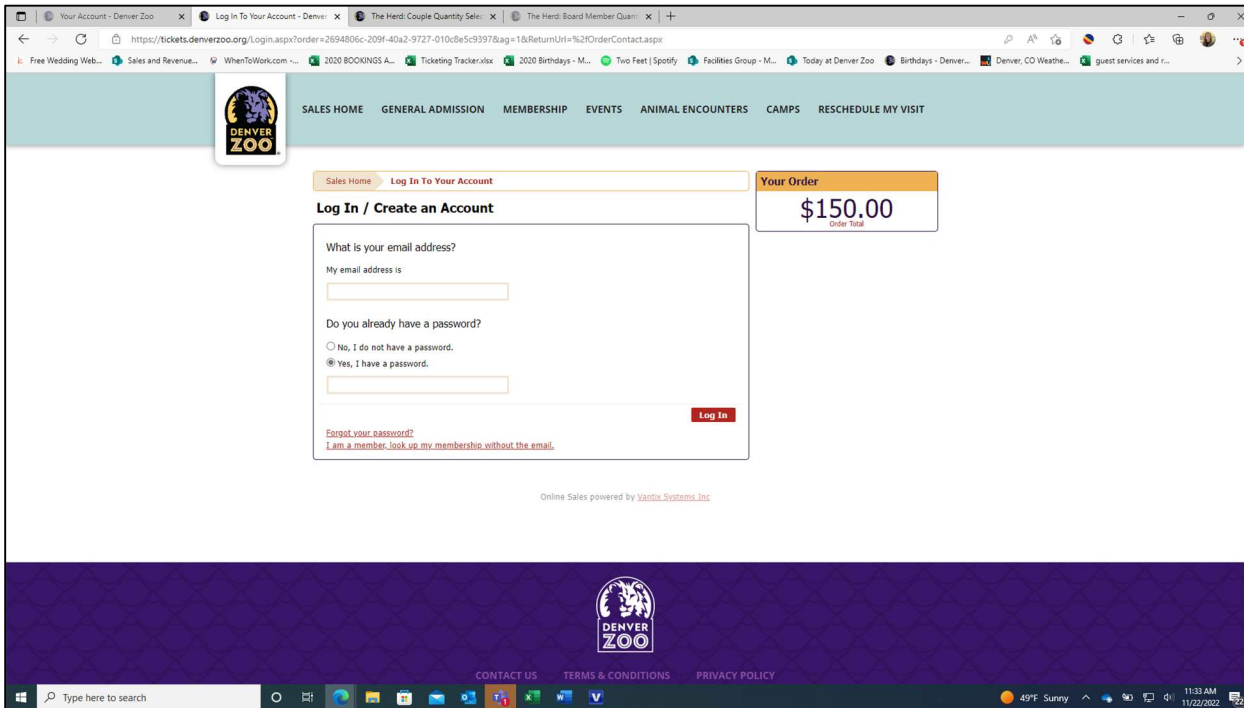 Your Account - Denver Zoo
Log In To Your Account - Denver
The Herd: Couple Quantity Selec
The Herd: Board Member Quant
https://tickets.denverzoo.org/Login.aspx?order=2694806c-209f-40a2-9727-010c8e5c9397&ag=1&ReturnUrl=%2fOrderContact.aspx
Free Wedding Web... Sales and Revenue... WhenToWork.com -... 2020 BOOKINGS A... Ticketing Tracker.xlsx 2020 Birthdays - M... Two Feet | Spotify Facilities Group - M... Today at Denver Zoo Birthdays - Denver... Denver, CO Weathe... guest services and r...
DENVER
ZOO
SALES HOME GENERAL ADMISSION MEMBERSHIP EVENTS ANIMAL ENCOUNTERS CAMPS RESCHEDULE MY VISIT
Sales Home Log In To Your Account
Your Order
$150.00
Order Total
Log In / Create an Account
What is your email address?
My email address is
Do you already have a password?
No, I do not have a password.
Yes, I have a password.
Log In
Forgot your password?
I am a member, look up my membership without the email.
Online Sales powered by Vantix Systems Inc
DENVER
ZOO
CONTACT US TERMS & CONDITIONS PRIVACY POLICY
Type here to search
49°F Sunny
11:33 AM
11/22/2022
22